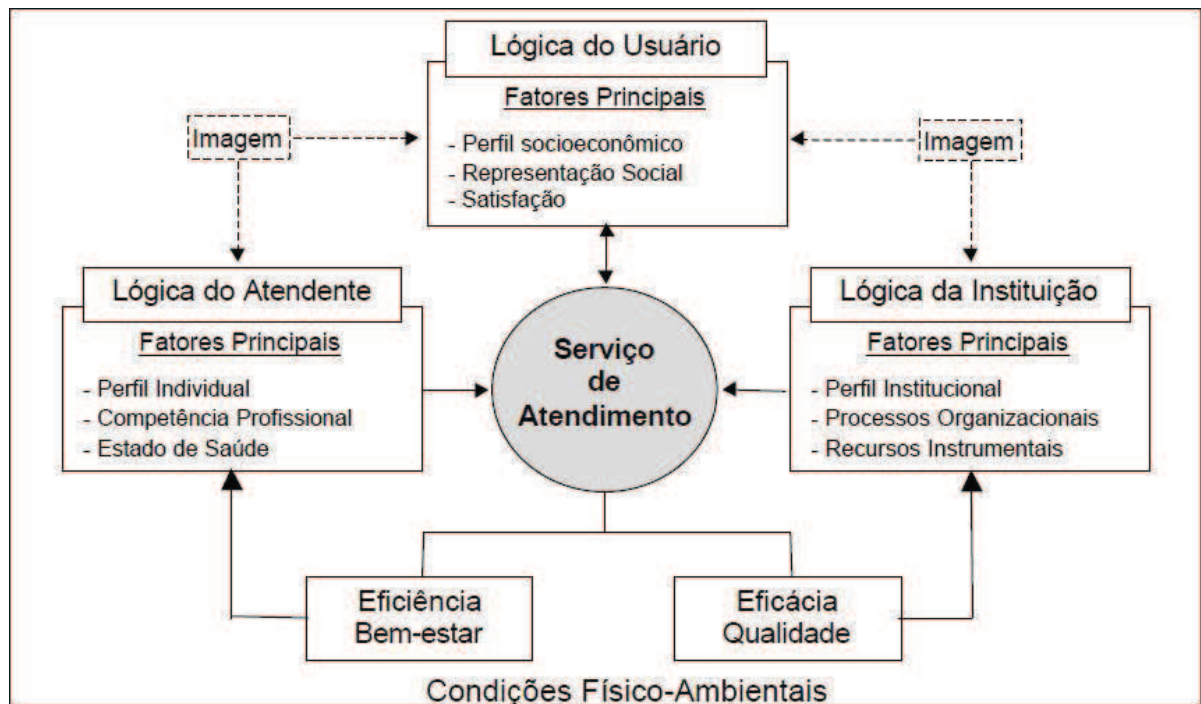 Lógica do Usuário
Fatores Principais
- Perfil socioeconômico
- Representação Social
- Satisfação
Imagem
Imagem
Lógica do Atendente
Fatores Principais
- Perfil Individual
- Competência Profissional
- Estado de Saúde
Serviço
de
Atendimento
Lógica da Instituição
Fatores Principais
- Perfil Institucional
- Processos Organizacionais
- Recursos Instrumentais
Eficiência
Bem-estar
Eficácia
Qualidade
Condições Físico-Ambientais